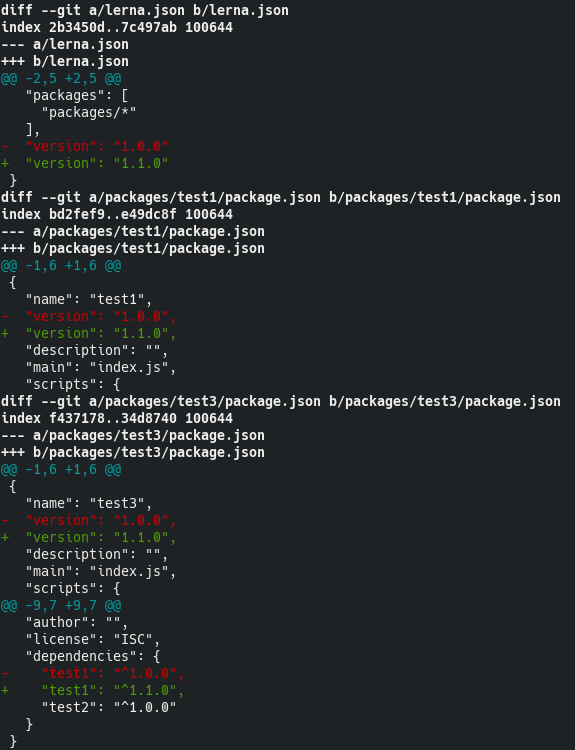 diff --git a/lerna.json b/lerna.json
index 2b3450d..7c497ab 100644
--- a/lerna.json
+++ b/lerna.json
@@ -2,5 +2,5 @@
   "packages": [
     "packages/*"
   ],
-  "version": "1.0.0"
+  "version": "1.1.0"
 }
diff --git a/packages/test1/package.json b/packages/test1/package.json
index bd2fef9..e49dc8f 100644
--- a/packages/test1/package.json
+++ b/packages/test1/package.json
@@ -1,6 +1,6 @@
 {
   "name": "test1",
-  "version": "1.0.0",
+  "version": "1.1.0",
   "description": "",
   "main": "index.js",
   "scripts": {
diff --git a/packages/test3/package.json b/packages/test3/package.json
index f437178..34d8740 100644
--- a/packages/test3/package.json
+++ b/packages/test3/package.json
@@ -1,6 +1,6 @@
 {
   "name": "test3",
-  "version": "1.0.0",
+  "version": "1.1.0",
   "description": "",
   "main": "index.js",
   "scripts": {
@@ -9,7 +9,7 @@
   "author": "",
   "license": "ISC",
   "dependencies": {
-    "test1": "^1.0.0",
+    "test1": "^1.1.0",
     "test2": "^1.0.0"
   }
 }